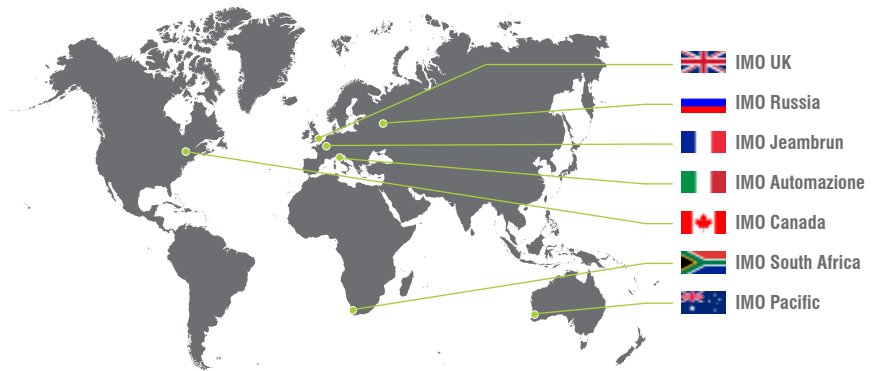 IMO UK
IMO Russia
IMO Jeambrun
IMO Automazione
IMO Canada
IMO South Africa
IMO Pacific